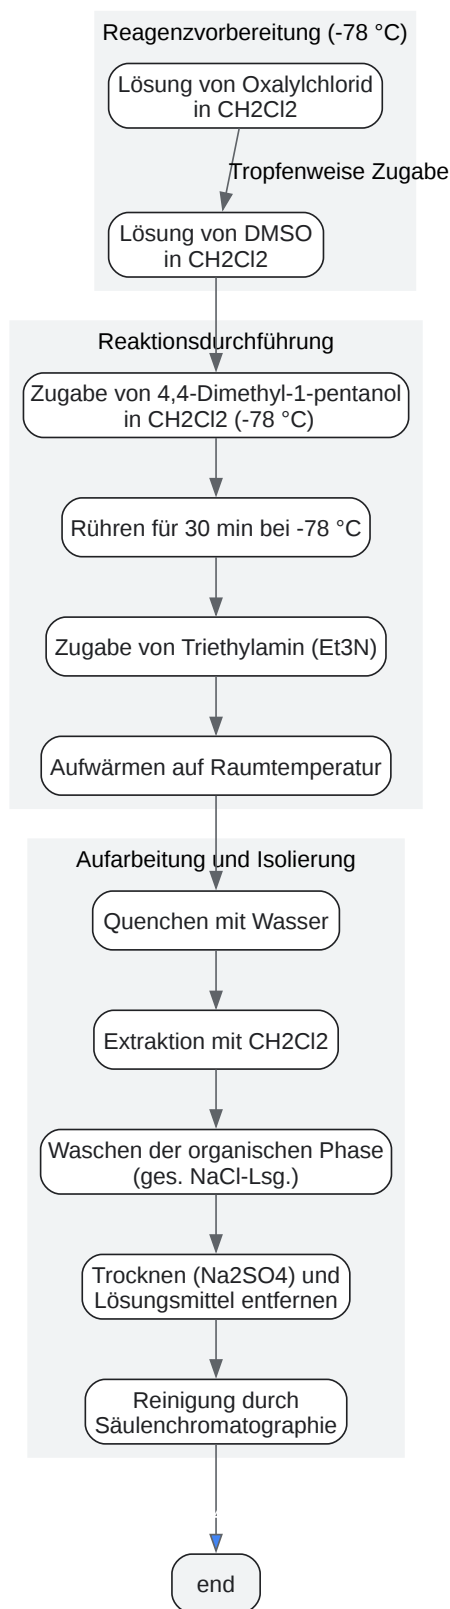 Reagenzvorbereitung (-78 °C)
Lösung von Oxalylchlorid
in CH2Cl2
Tropfenweise Zugabe
Lösung von DMSO
in CH2Cl2
Reaktionsdurchführung
Zugabe von 4,4-Dimethyl-1-pentanol
in CH2Cl2 (-78 °C)
Rühren für 30 min bei -78 °C
Zugabe von Triethylamin (Et3N)
Aufwärmen auf Raumtemperatur
Aufarbeitung und Isolierung
Quenchen mit Wasser
Extraktion mit CH2Cl2
Waschen der organischen Phase
(ges. NaCl-Lsg.)
Trocknen (Na2SO4) und
Lösungsmittel entfernen
Reinigung durch
Säulenchromatographie
end